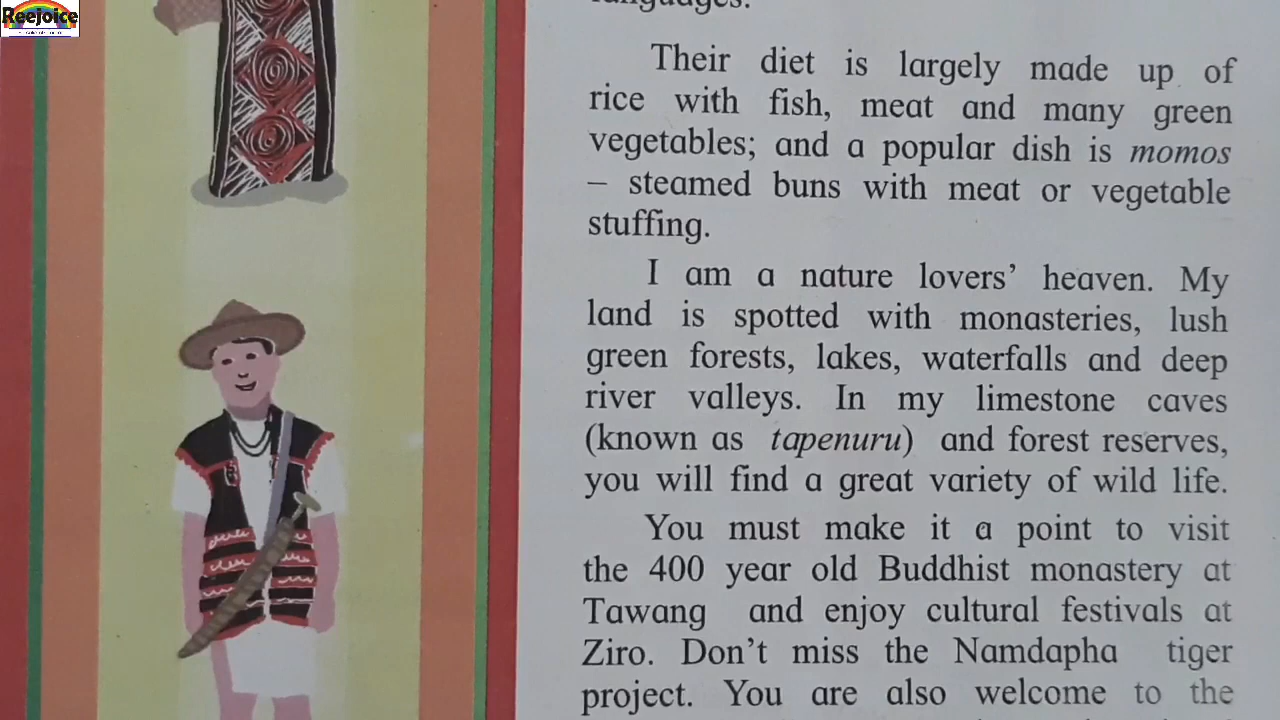 Reejoice
languages.
Their diet is largely made up of
rice with fish, meat and many green
vegetables; and a popular dish is momos
– steamed buns with meat or vegetable
stuffing.
I am a nature lovers' heaven. My
land is spotted with monasteries, lush
green forests, lakes, waterfalls and deep
river valleys. In my limestone caves
(known as tapenuru) and forest reserves,
you will find a great variety of wild life.
You must make it a point to visit
the 400 year old Buddhist monastery at
Tawang and enjoy cultural festivals at
Ziro. Don't miss the Namdapha tiger
project. You are also welcome to the